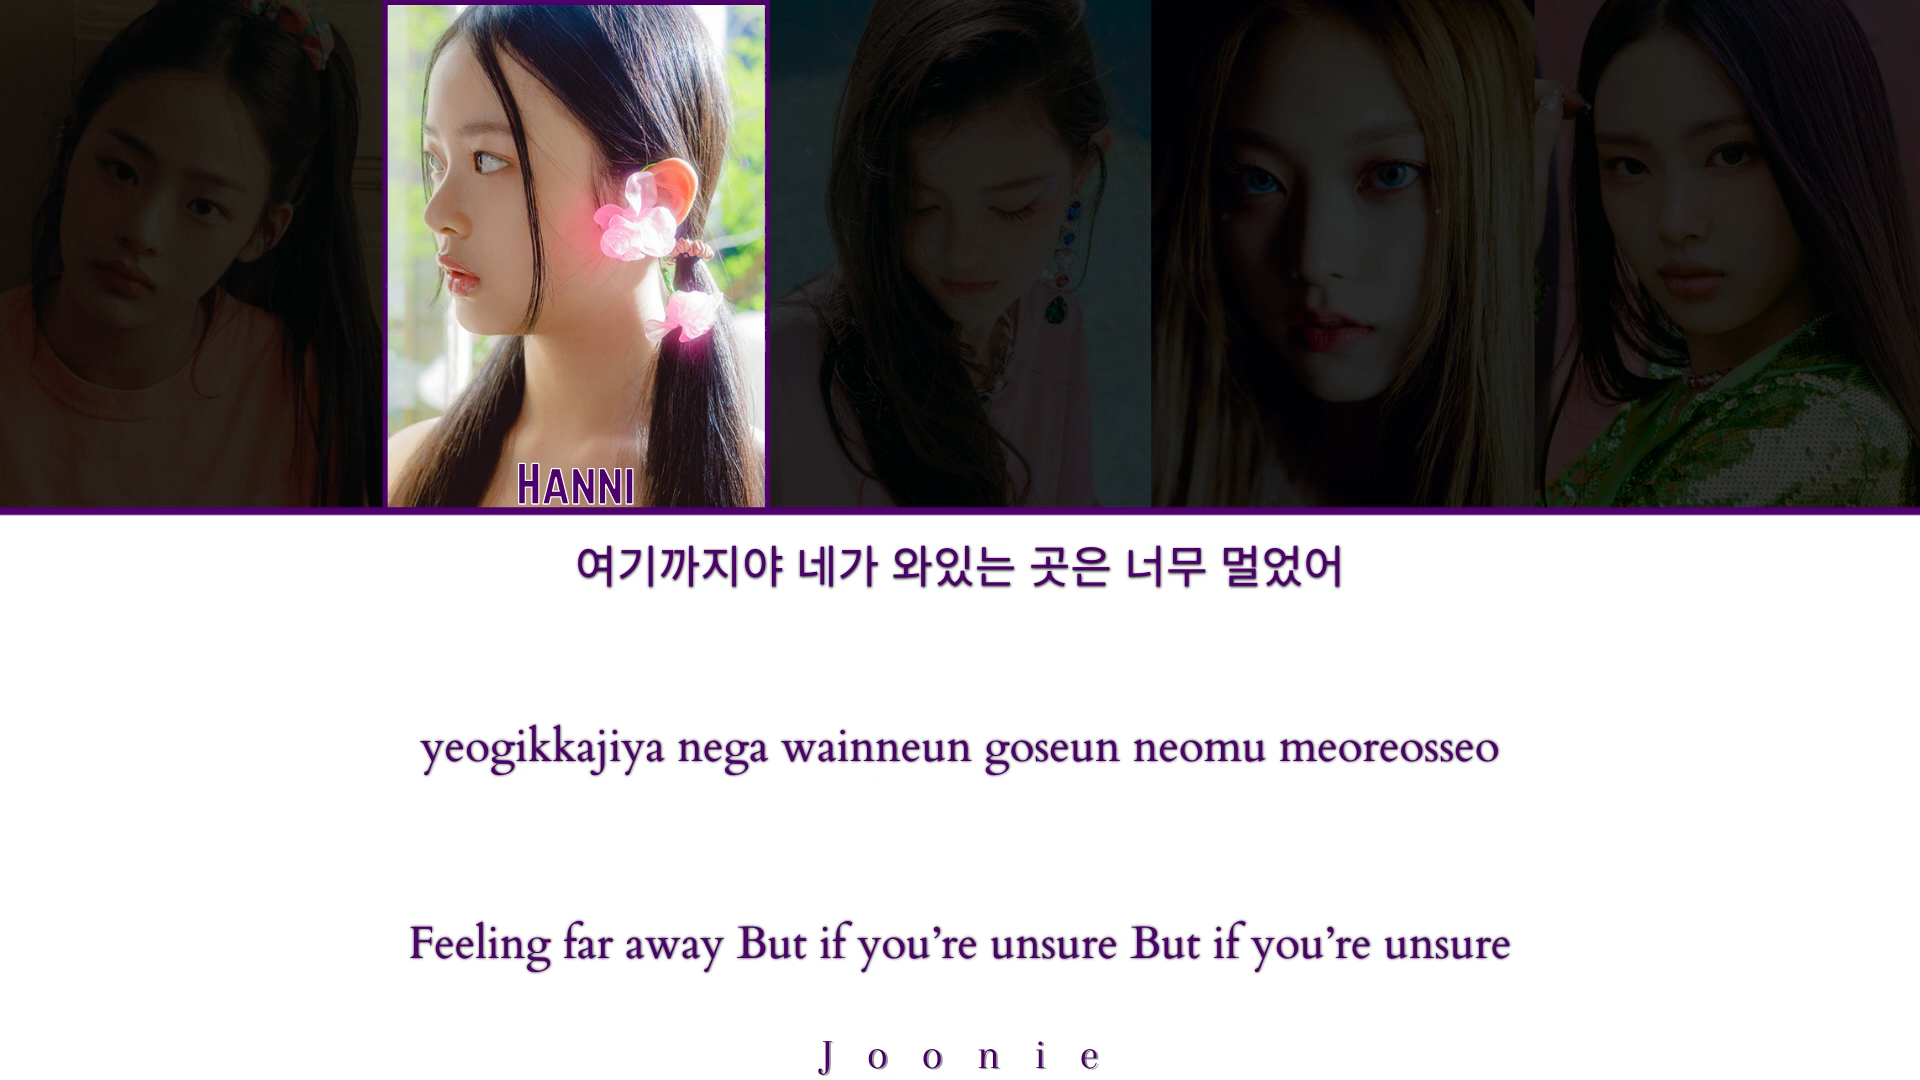 HANNI
여기까지야 네가 와있는 곳은 너무 멀었어
yeogikkajiya nega wainneun goseun neomu meoreosseo
Feeling far away But if you’re unsure But if you’re unsure
Joonie